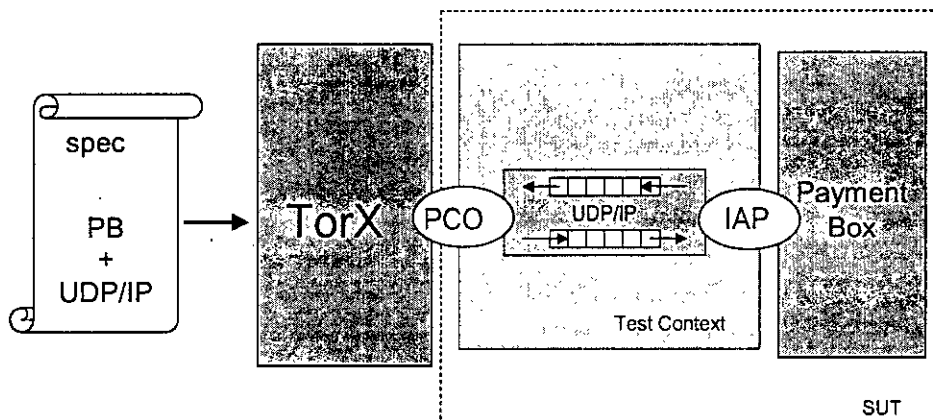 spec
PB
+
UDP/IP
TorX
PCO
UDP/IP
IAP
Payment
Box
Test Context
SUT